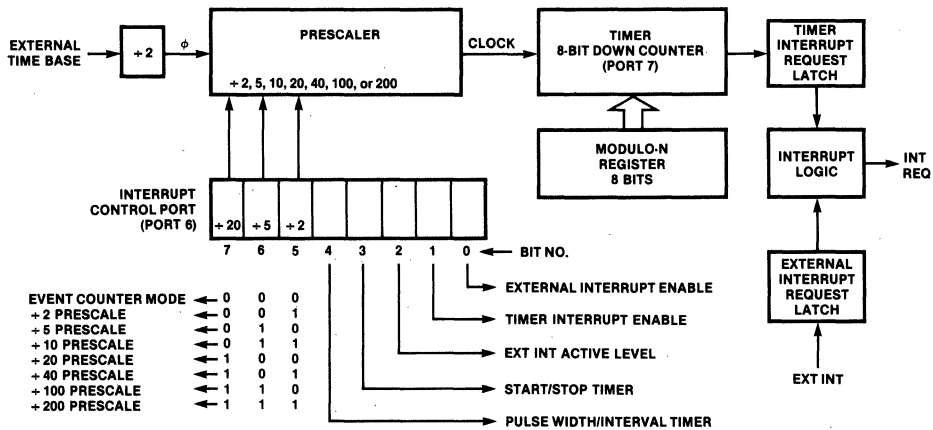 EXTERNAL
TIME BASE
÷2
ϕ
PRESCALER
÷ 2, 5, 10, 20, 40, 100, or 200
CLOCK
TIMER
8-BIT DOWN COUNTER
(PORT 7)
TIMER
INTERRUPT
REQUEST
LATCH
MODULO-N
REGISTER
8 BITS
INTERRUPT
LOGIC
INT
REQ
INTERRUPT
CONTROL PORT
(PORT 6)
÷20 ÷5 ÷2
7 6 5 4 3 2 1 0 BIT NO.
EXTERNAL
INTERRUPT
REQUEST
LATCH
EXT INT
EXTERNAL INTERRUPT ENABLE
TIMER INTERRUPT ENABLE
EXT INT ACTIVE LEVEL
START/STOP TIMER
PULSE WIDTH/INTERVAL TIMER
EVENT COUNTER MODE 0 0 0
÷2 PRESCALE 0 0 1
÷5 PRESCALE 0 1 0
÷10 PRESCALE 0 1 1
÷20 PRESCALE 1 0 0
÷40 PRESCALE 1 0 1
÷100 PRESCALE 1 1 0
÷200 PRESCALE 1 1 1